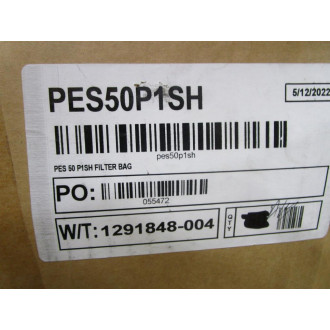 PES50P1SH
5/12/2022
pes50p1sh
PES 50 P1SH FILTER BAG
PO:
055472
W/T: 1291848-004
QTY